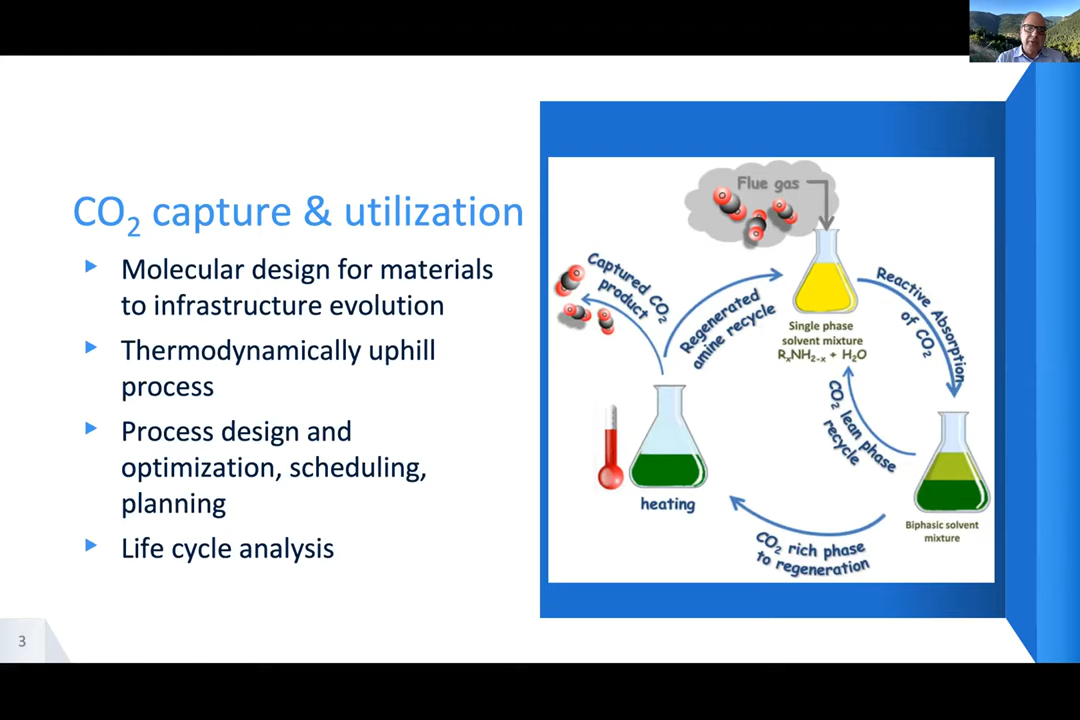 CO₂ capture & utilization
Molecular design for materials
to infrastructure evolution
Thermodynamically uphill
process
Process design and
optimization, scheduling,
planning
Life cycle analysis
3
Flue gas
Captured CO₂
product
Regenerated
amine recycle
Single phase
solvent mixture
RₓNH₂₋ₓ + H₂O
Reactive Absorption
of CO₂
CO₂ lean phase
recycle
heating
Biphasic solvent
mixture
CO₂ rich phase
to regeneration